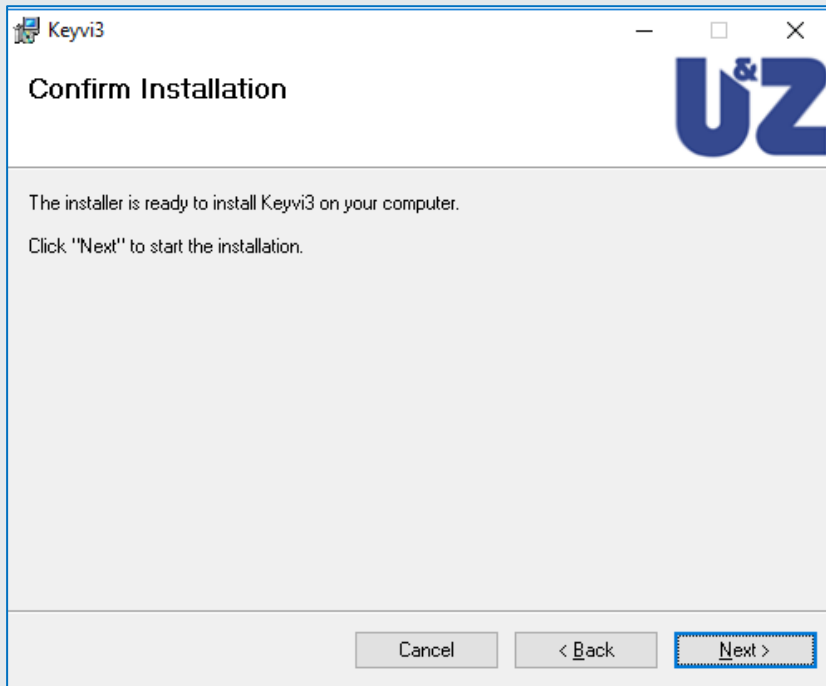 Keyvi3
Confirm Installation
U&Z
The installer is ready to install Keyvi3 on your computer.
Click "Next" to start the installation.
Cancel
< Back
Next >